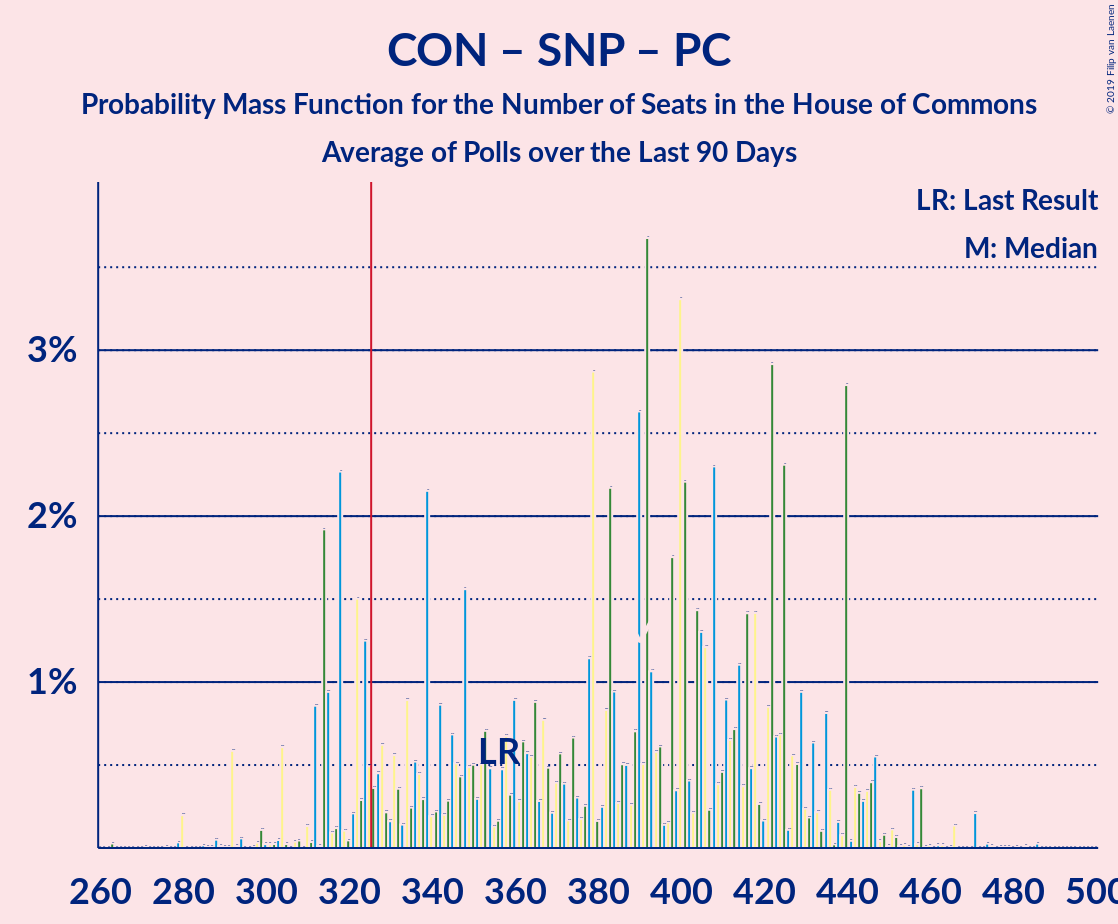 CON – SNP – PC
Probability Mass Function for the Number of Seats in the House of Commons
Average of Polls over the Last 90 Days
© 2019 Filip van Laenen
LR: Last Result
M: Median
3%
2%
1%
LR
260 280 300 320 340 360 380 400 420 440 460 480 500